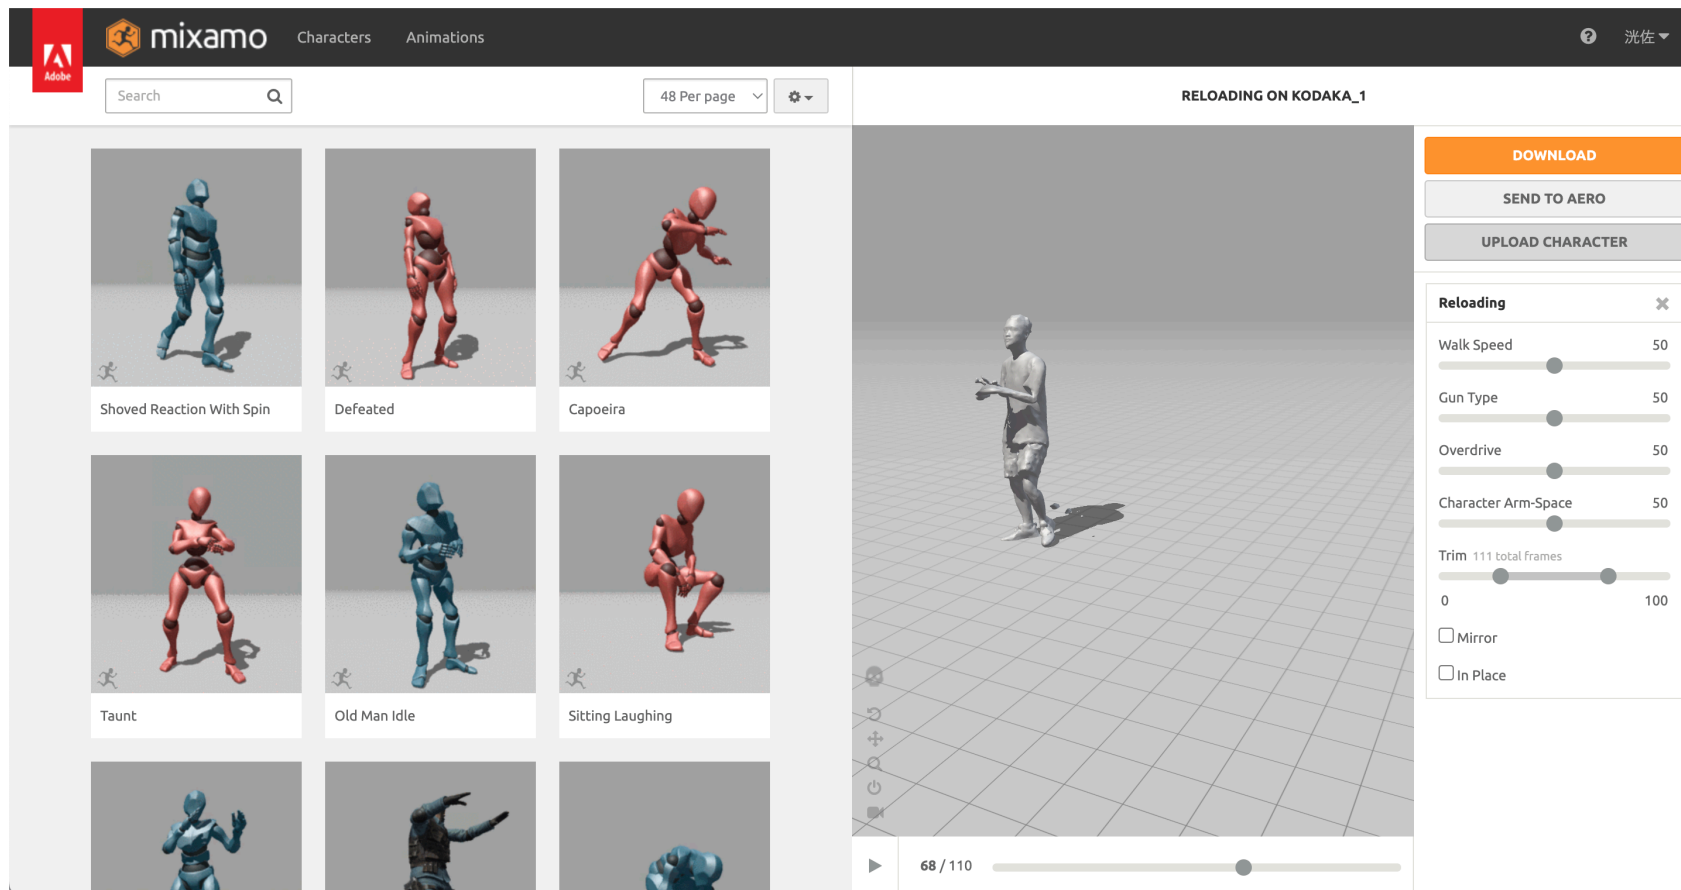 Adobe
mixamo
Characters
Animations
洸佐
Search
48 Per page
RELOADING ON KODAKA_1
DOWNLOAD
SEND TO AERO
UPLOAD CHARACTER
Shoved Reaction With Spin
Defeated
Capoeira
Taunt
Old Man Idle
Sitting Laughing
Reloading
Walk Speed 50
Gun Type 50
Overdrive 50
Character Arm-Space 50
Trim 111 total frames
0 100
Mirror
In Place
68 / 110